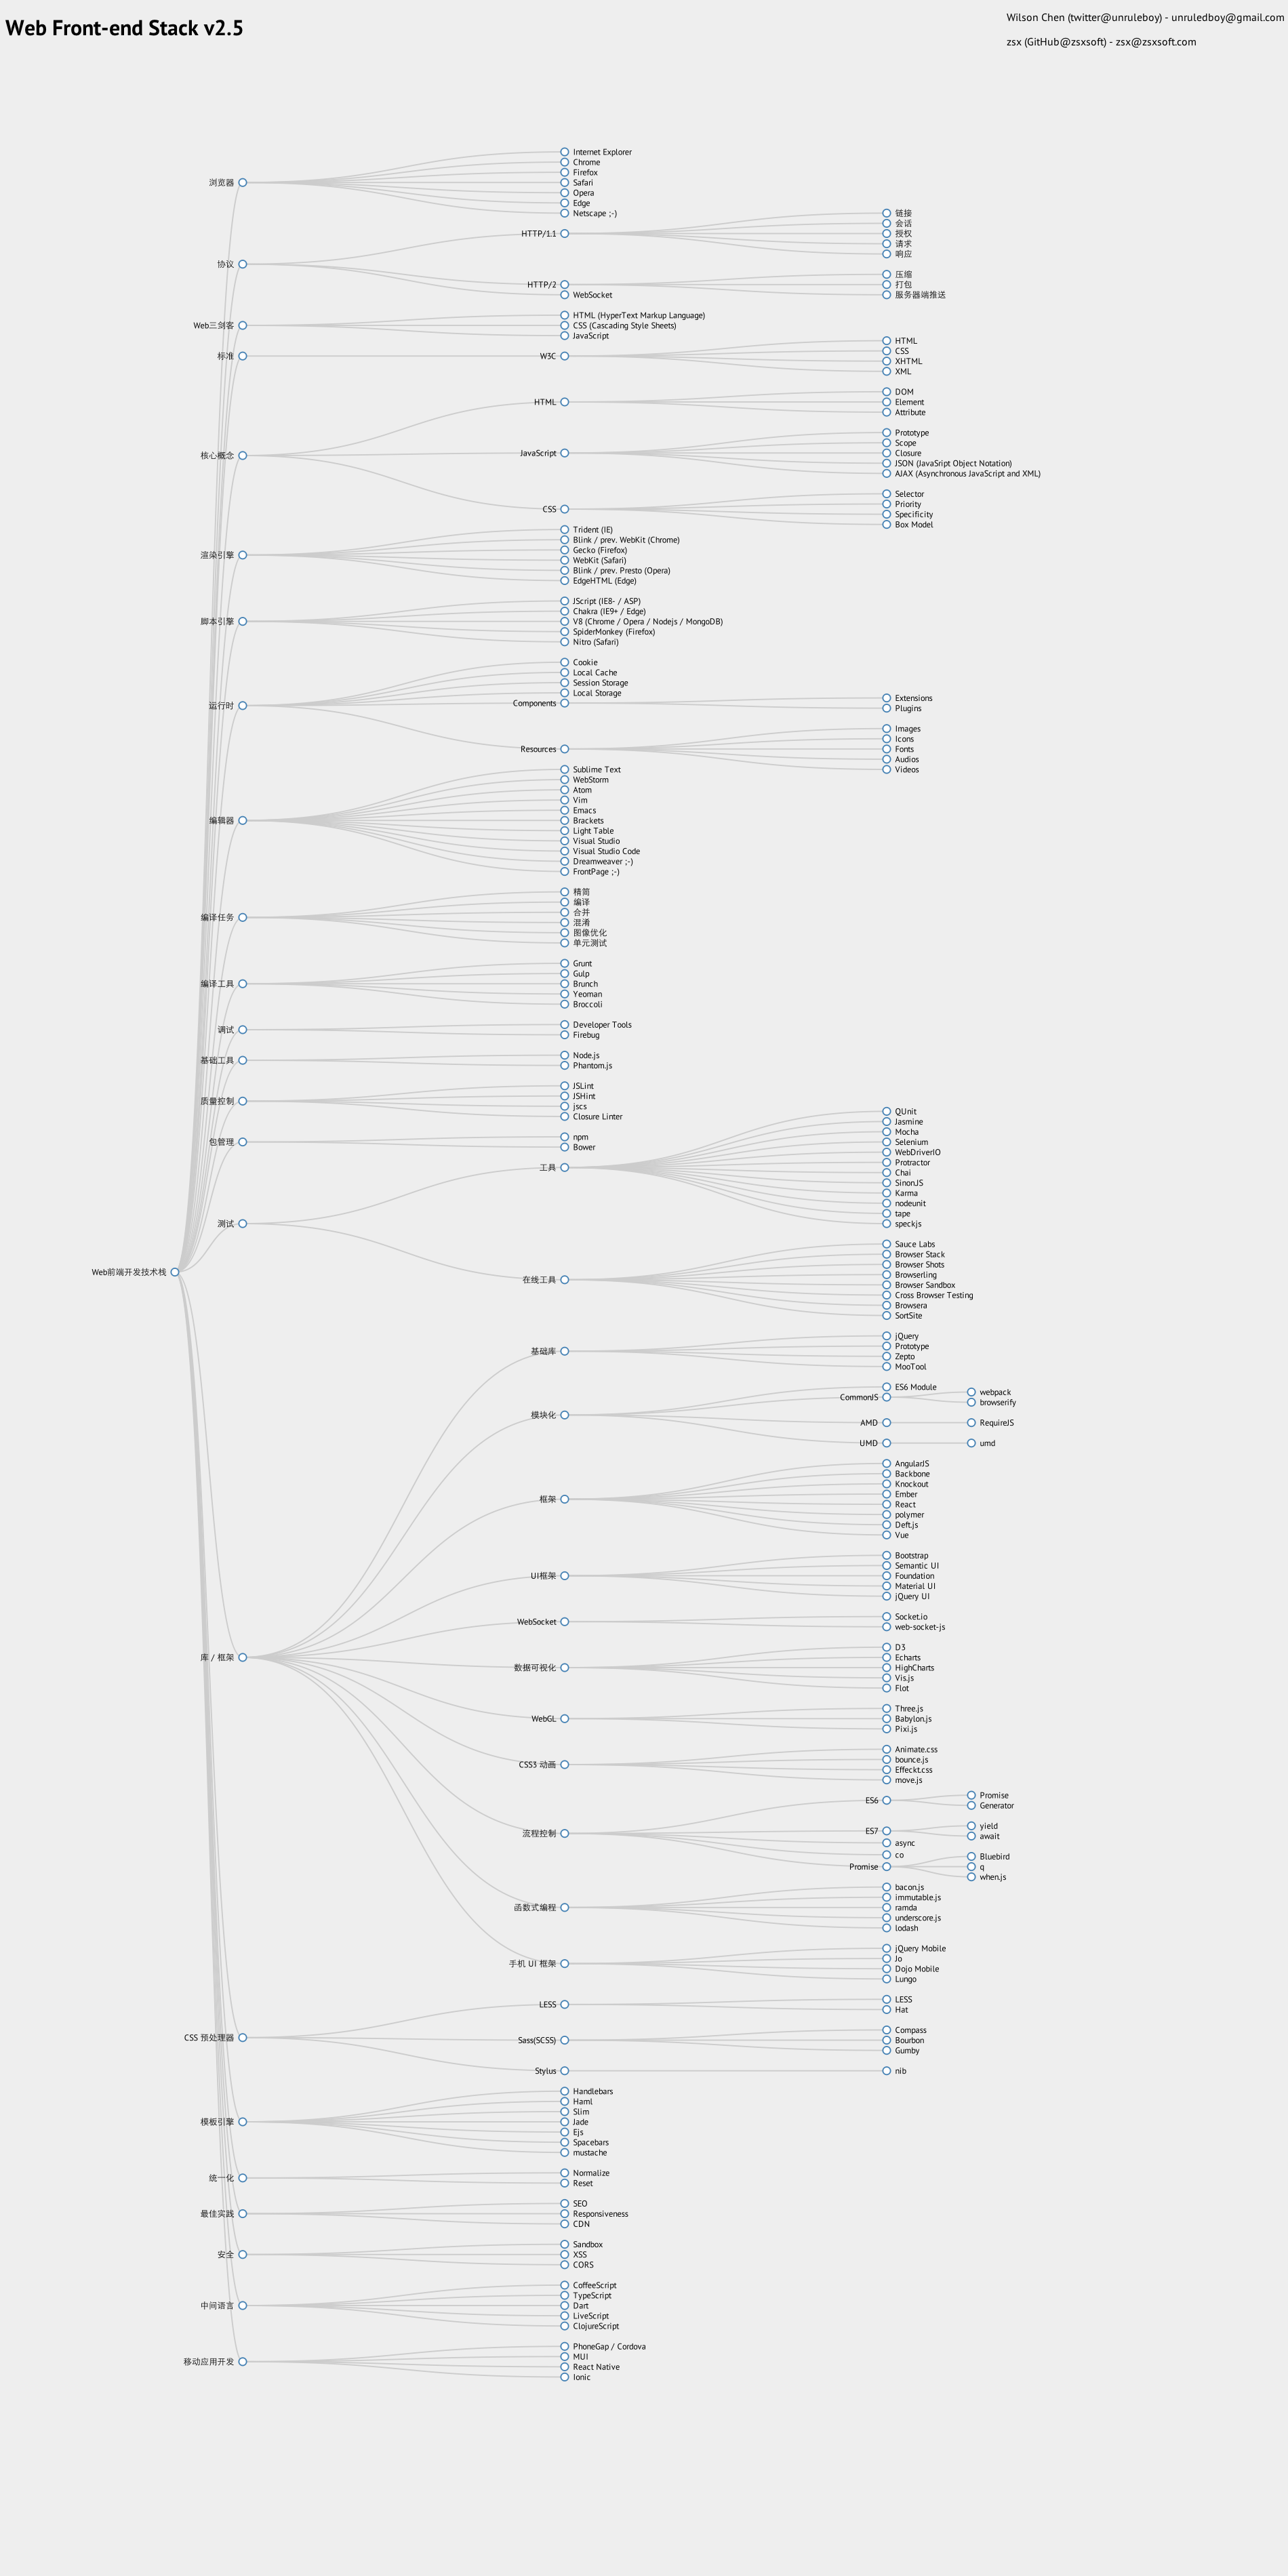 Web Front-end Stack v2.5
Wilson Chen (twitter@unruleboy) - unruledboy@gmail.com
zsx (GitHub@zsxsoft) - zsx@zsxsoft.com
Web前端开发技术栈
浏览器
Internet Explorer
Chrome
Firefox
Safari
Opera
Edge
Netscape ;-)
协议
HTTP/1.1
链接
会话
授权
请求
响应
HTTP/2
压缩
打包
服务器端推送
WebSocket
Web三剑客
HTML (HyperText Markup Language)
CSS (Cascading Style Sheets)
JavaScript
标准
W3C
HTML
CSS
XHTML
XML
核心概念
HTML
DOM
Element
Attribute
JavaScript
Prototype
Scope
Closure
JSON (JavaSript Object Notation)
AJAX (Asynchronous JavaScript and XML)
CSS
Selector
Priority
Specificity
Box Model
渲染引擎
Trident (IE)
Blink / prev. WebKit (Chrome)
Gecko (Firefox)
WebKit (Safari)
Blink / prev. Presto (Opera)
EdgeHTML (Edge)
脚本引擎
JScript (IE8- / ASP)
Chakra (IE9+ / Edge)
V8 (Chrome / Opera / Nodejs / MongoDB)
SpiderMonkey (Firefox)
Nitro (Safari)
运行时
Cookie
Local Cache
Session Storage
Local Storage
Components
Extensions
Plugins
Resources
Images
Icons
Fonts
Audios
Videos
编辑器
Sublime Text
WebStorm
Atom
Vim
Emacs
Brackets
Light Table
Visual Studio
Visual Studio Code
Dreamweaver ;-)
FrontPage ;-)
编译任务
精简
编译
合并
混淆
图像优化
单元测试
编译工具
Grunt
Gulp
Brunch
Yeoman
Broccoli
调试
Developer Tools
Firebug
基础工具
Node.js
Phantom.js
质量控制
JSLint
JSHint
jscs
Closure Linter
包管理
npm
Bower
测试
工具
QUnit
Jasmine
Mocha
Selenium
WebDriverIO
Protractor
Chai
SinonJS
Karma
nodeunit
tape
speckjs
在线工具
Sauce Labs
Browser Stack
Browser Shots
Browserling
Browser Sandbox
Cross Browser Testing
Browsera
SortSite
库 / 框架
基础库
jQuery
Prototype
Zepto
MooTool
模块化
ES6 Module
CommonJS
webpack
browserify
AMD
RequireJS
UMD
umd
框架
AngularJS
Backbone
Knockout
Ember
React
polymer
Deft.js
Vue
UI框架
Bootstrap
Semantic UI
Foundation
Material UI
jQuery UI
WebSocket
Socket.io
web-socket-js
数据可视化
D3
Echarts
HighCharts
Vis.js
Flot
WebGL
Three.js
Babylon.js
Pixi.js
CSS3 动画
Animate.css
bounce.js
Effeckt.css
move.js
流程控制
ES6
Promise
Generator
ES7
yield
await
async
co
Promise
Bluebird
q
when.js
函数式编程
bacon.js
immutable.js
ramda
underscore.js
lodash
手机 UI 框架
jQuery Mobile
Jo
Dojo Mobile
Lungo
CSS 预处理器
LESS
LESS
Hat
Sass(SCSS)
Compass
Bourbon
Gumby
Stylus
nib
模板引擎
Handlebars
Haml
Slim
Jade
Ejs
Spacebars
mustache
统一化
Normalize
Reset
最佳实践
SEO
Responsiveness
CDN
安全
Sandbox
XSS
CORS
中间语言
CoffeeScript
TypeScript
Dart
LiveScript
ClojureScript
移动应用开发
PhoneGap / Cordova
MUI
React Native
Ionic